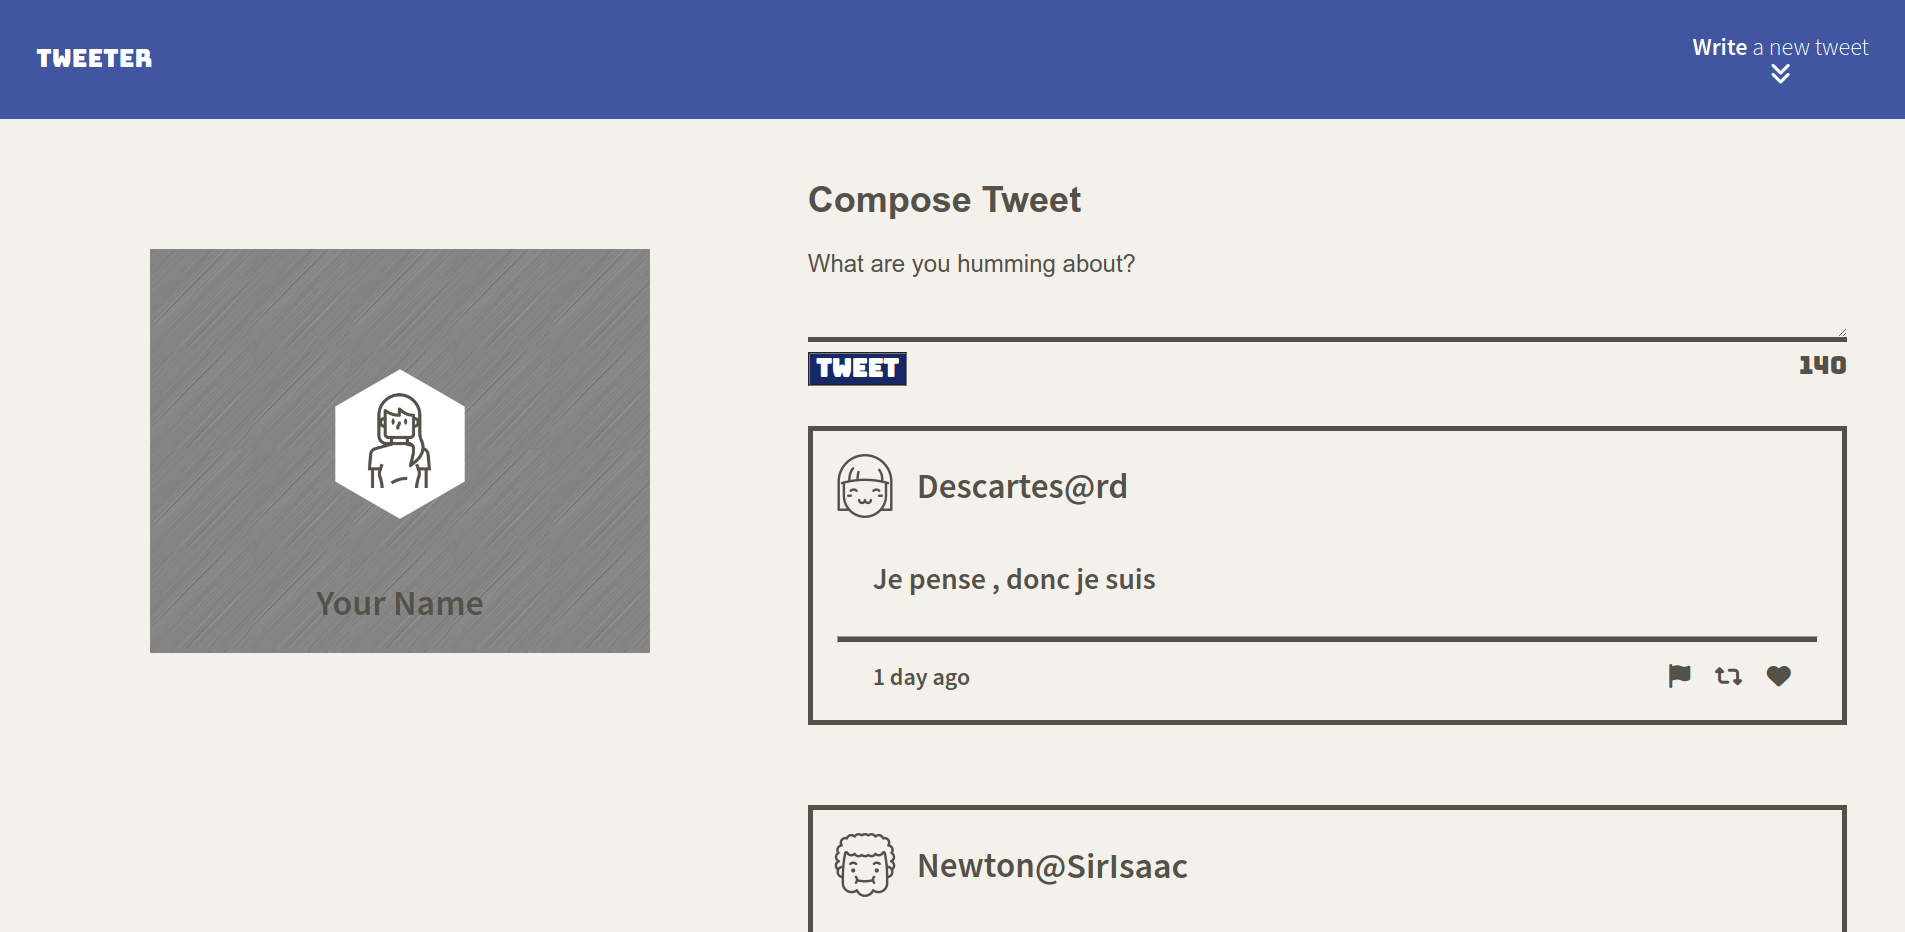 TWEETER
Write a new tweet
Your Name
Compose Tweet
What are you humming about?
TWEET
140
Descartes@rd
Je pense , donc je suis
1 day ago
Newton@SirIsaac